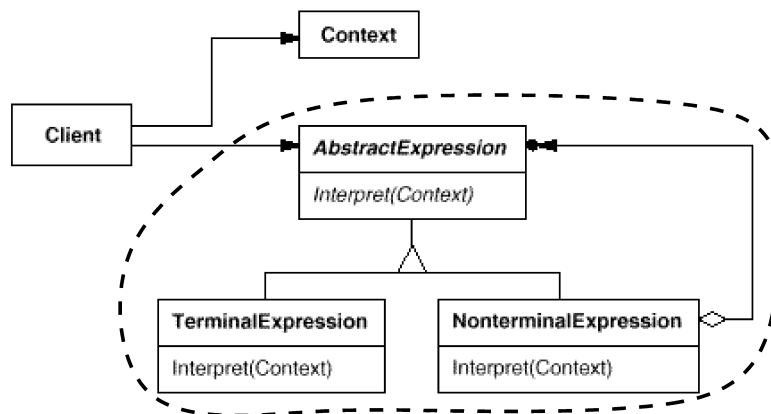 Context
Client
AbstractExpression
Interpret(Context)
TerminalExpression
Interpret(Context)
NonterminalExpression
Interpret(Context)